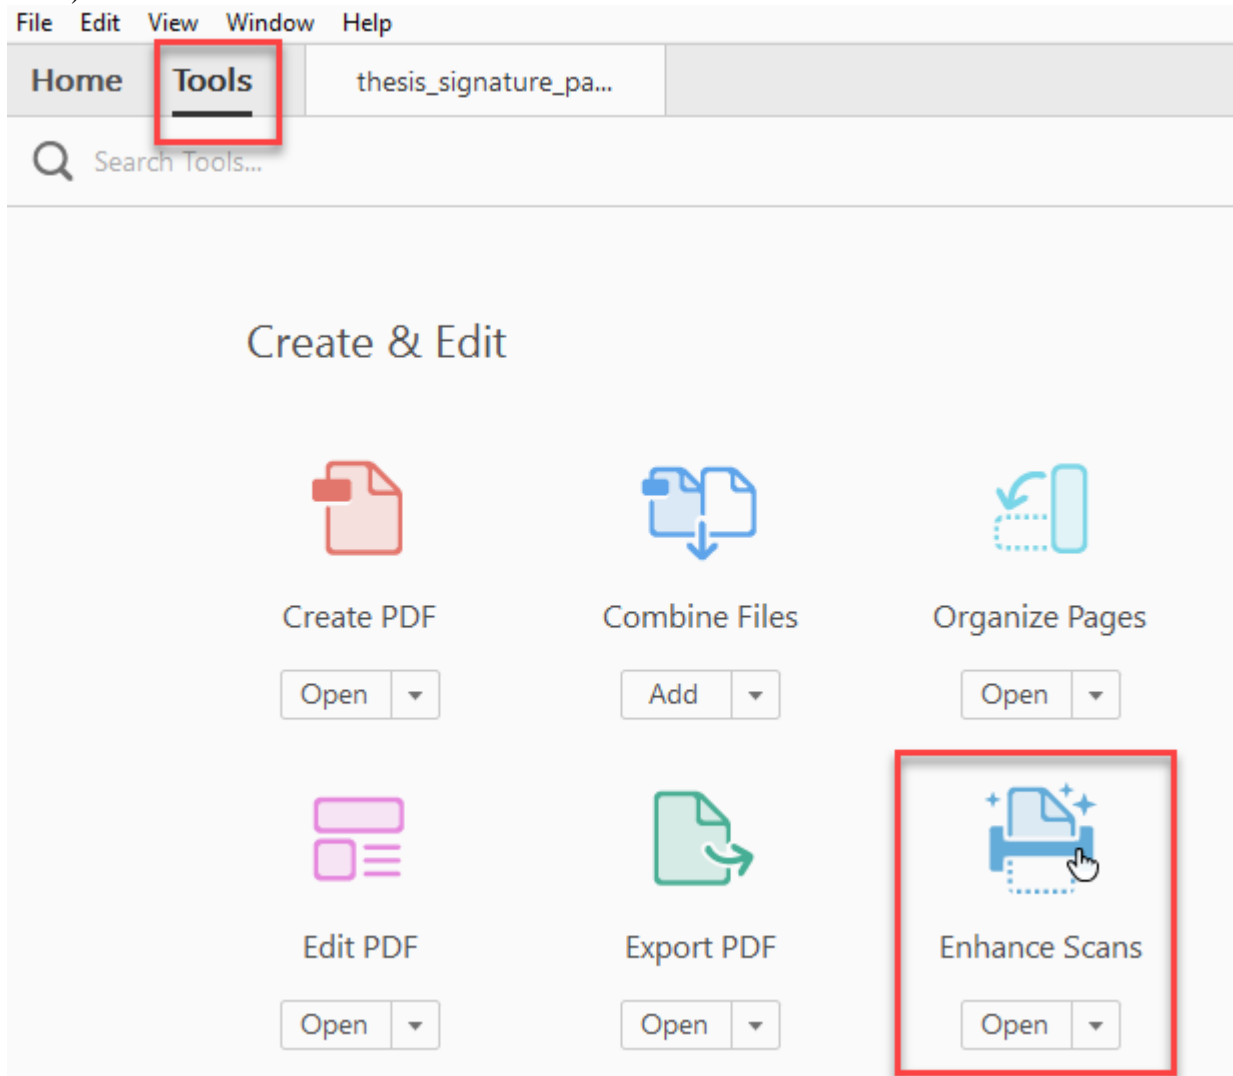 File Edit View Window Help
Home Tools thesis_signature_pa...
Search Tools...
Create & Edit
Create PDF Combine Files Organize Pages
Open Add Open
Edit PDF Export PDF Enhance Scans
Open Open Open